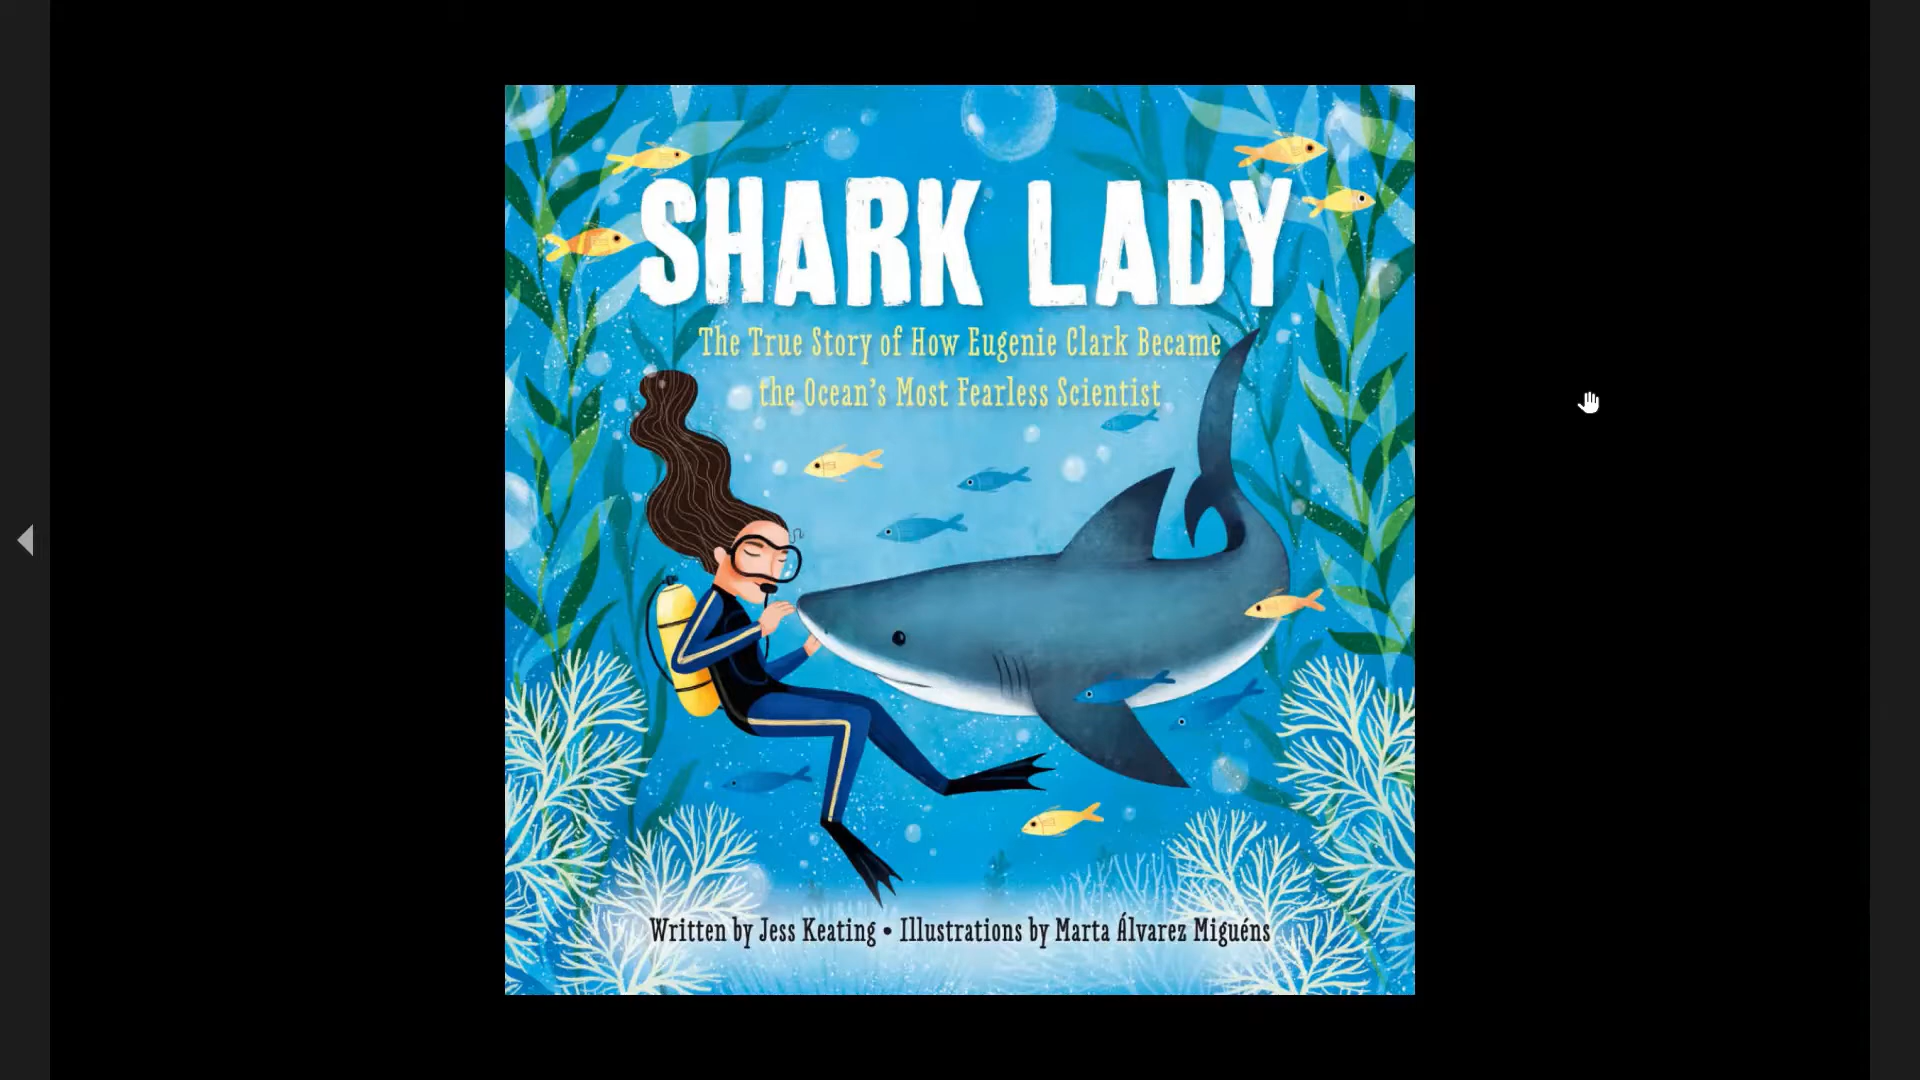 SHARK LADY
The True Story of How Eugenie Clark Became
the Ocean's Most Fearless Scientist
Written by Jess Keating • Illustrations by Marta Álvarez Miguéns